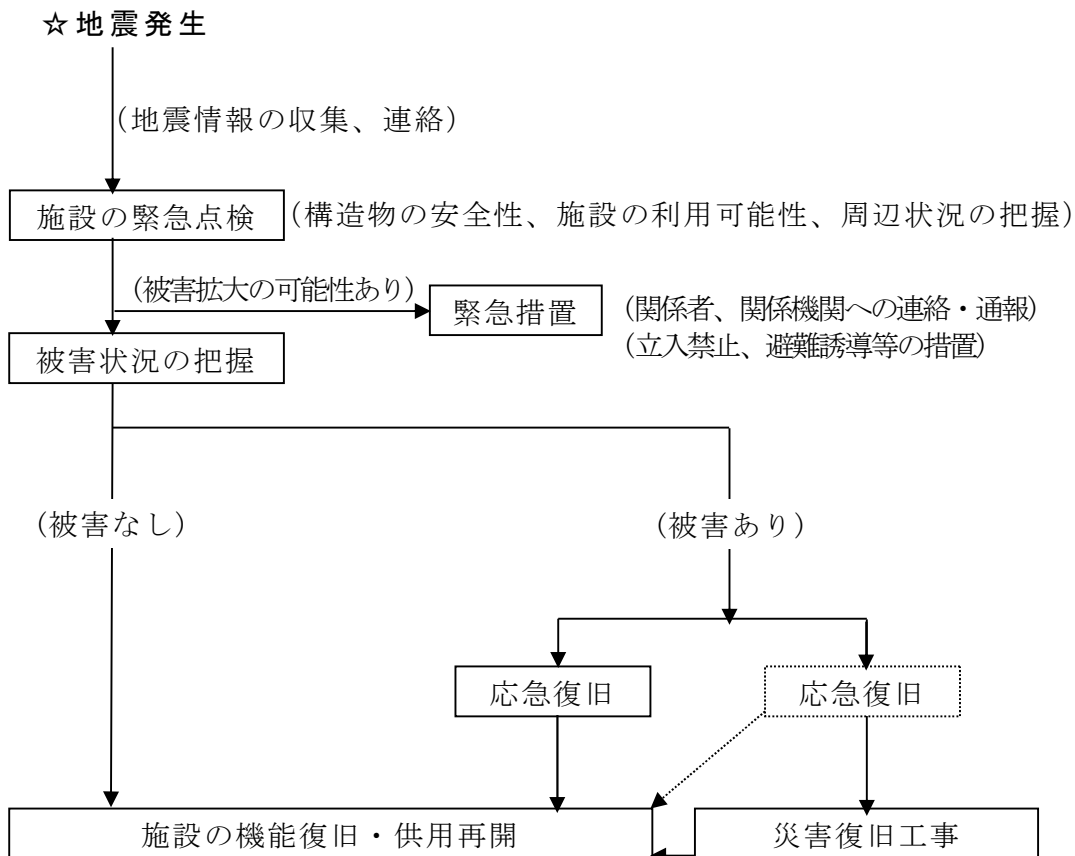 ☆地震発生
(地震情報の収集、連絡)
施設の緊急点検
(構造物の安全性、施設の利用可能性、周辺状況の把握)
(被害拡大の可能性あり)
緊急措置
(関係者、関係機関への連絡・通報)
(立入禁止、避難誘導等の措置)
被害状況の把握
(被害なし)
(被害あり)
応急復旧
応急復旧
施設の機能復旧・供用再開
災害復旧工事